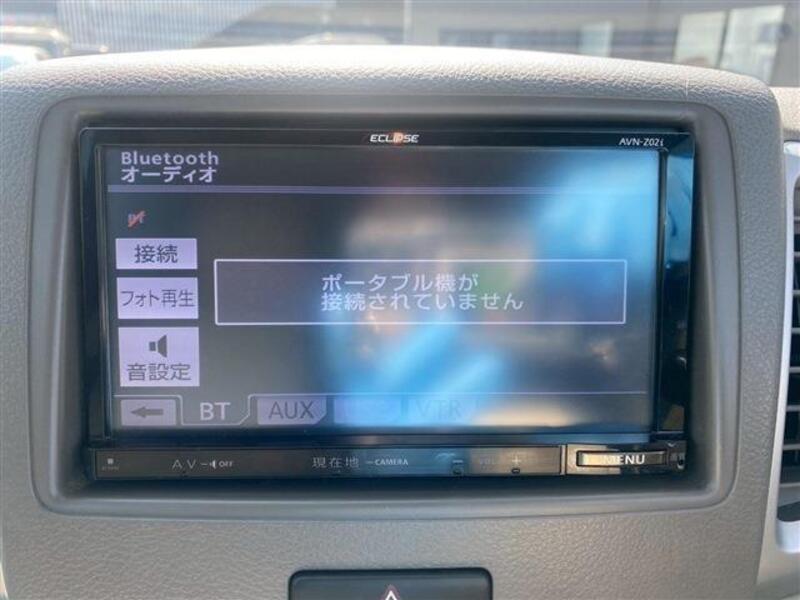 ECLIPSE
AVN-Z02i
Bluetooth
オーディオ
接続
フォト再生
音設定
ポータブル機が
接続されていません
BT
AUX
VTR
AV OFF
現在地 CAMERA
VOL
MENU